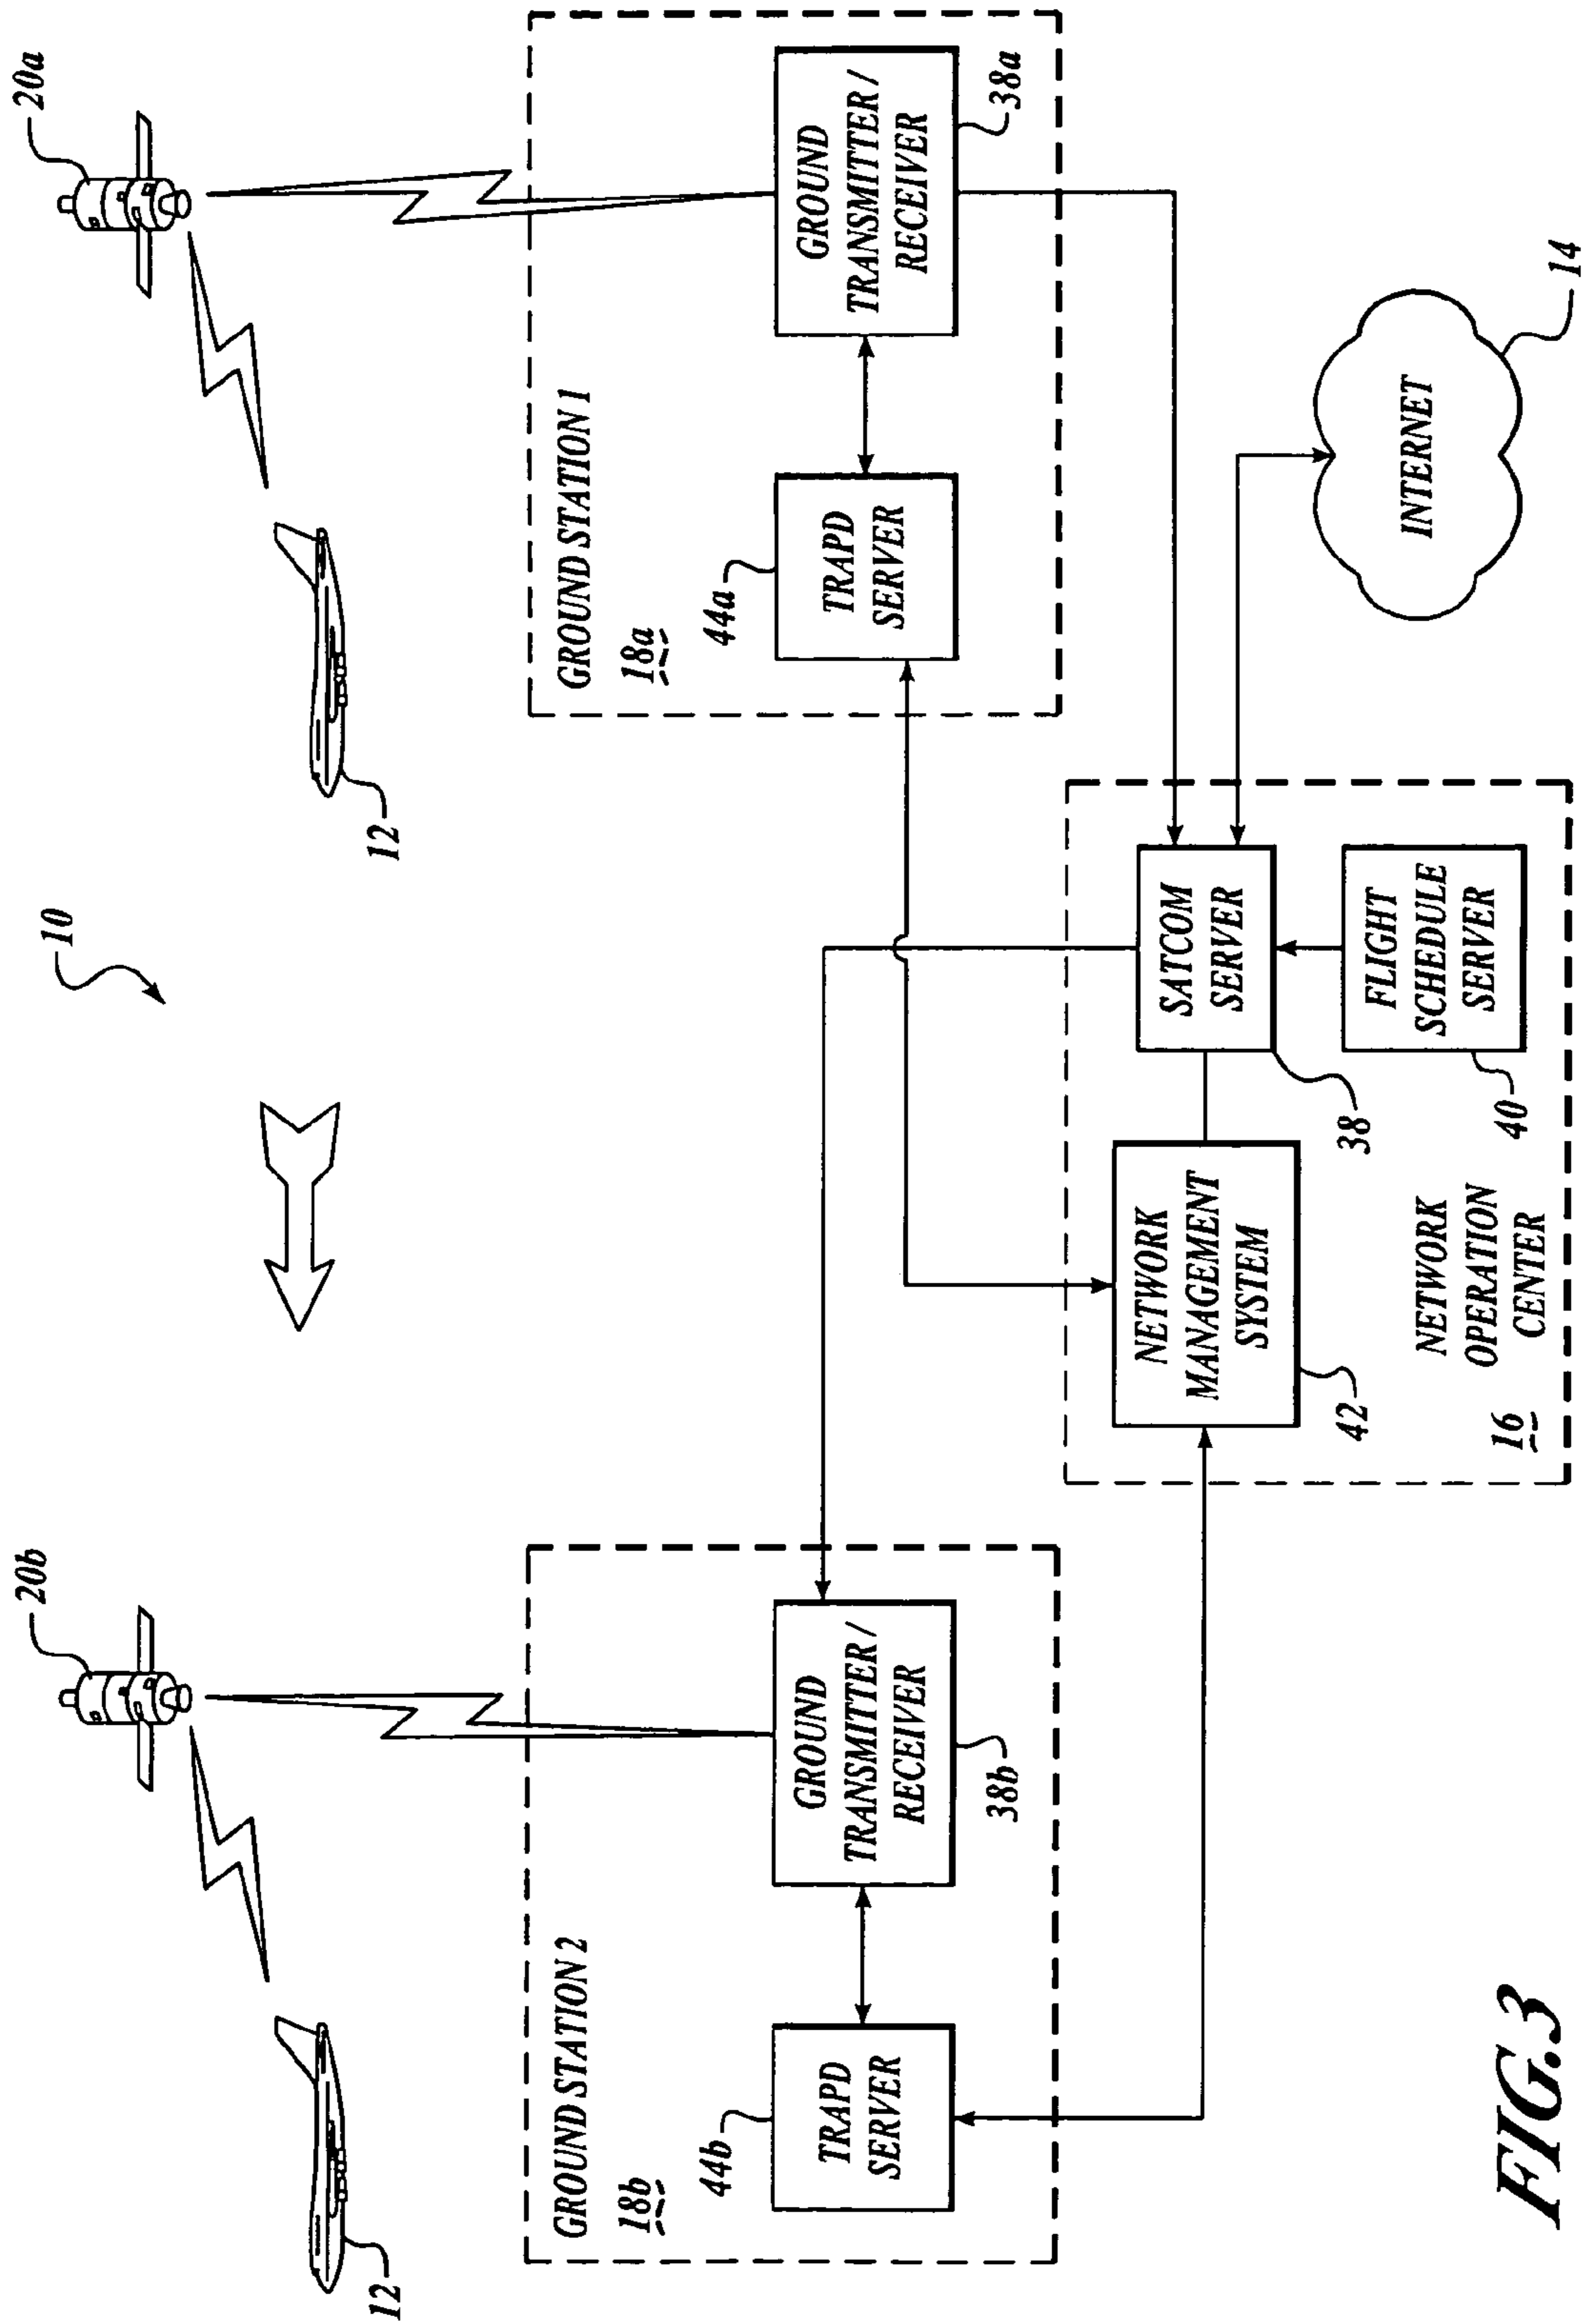 10
20b
20a
12
12
GROUND STATION 2
18b
44b
TRAPD
SERVER
GROUND
TRANSMITTER/
RECEIVER
38b
GROUND STATION 1
18a
44a
TRAPD
SERVER
GROUND
TRANSMITTER/
RECEIVER
38a
NETWORK
MANAGEMENT
SYSTEM
42
SATCOM
SERVER
38
FLIGHT
SCHEDULE
SERVER
40
16
NETWORK
OPERATION
CENTER
INTERNET
14
FIG.3